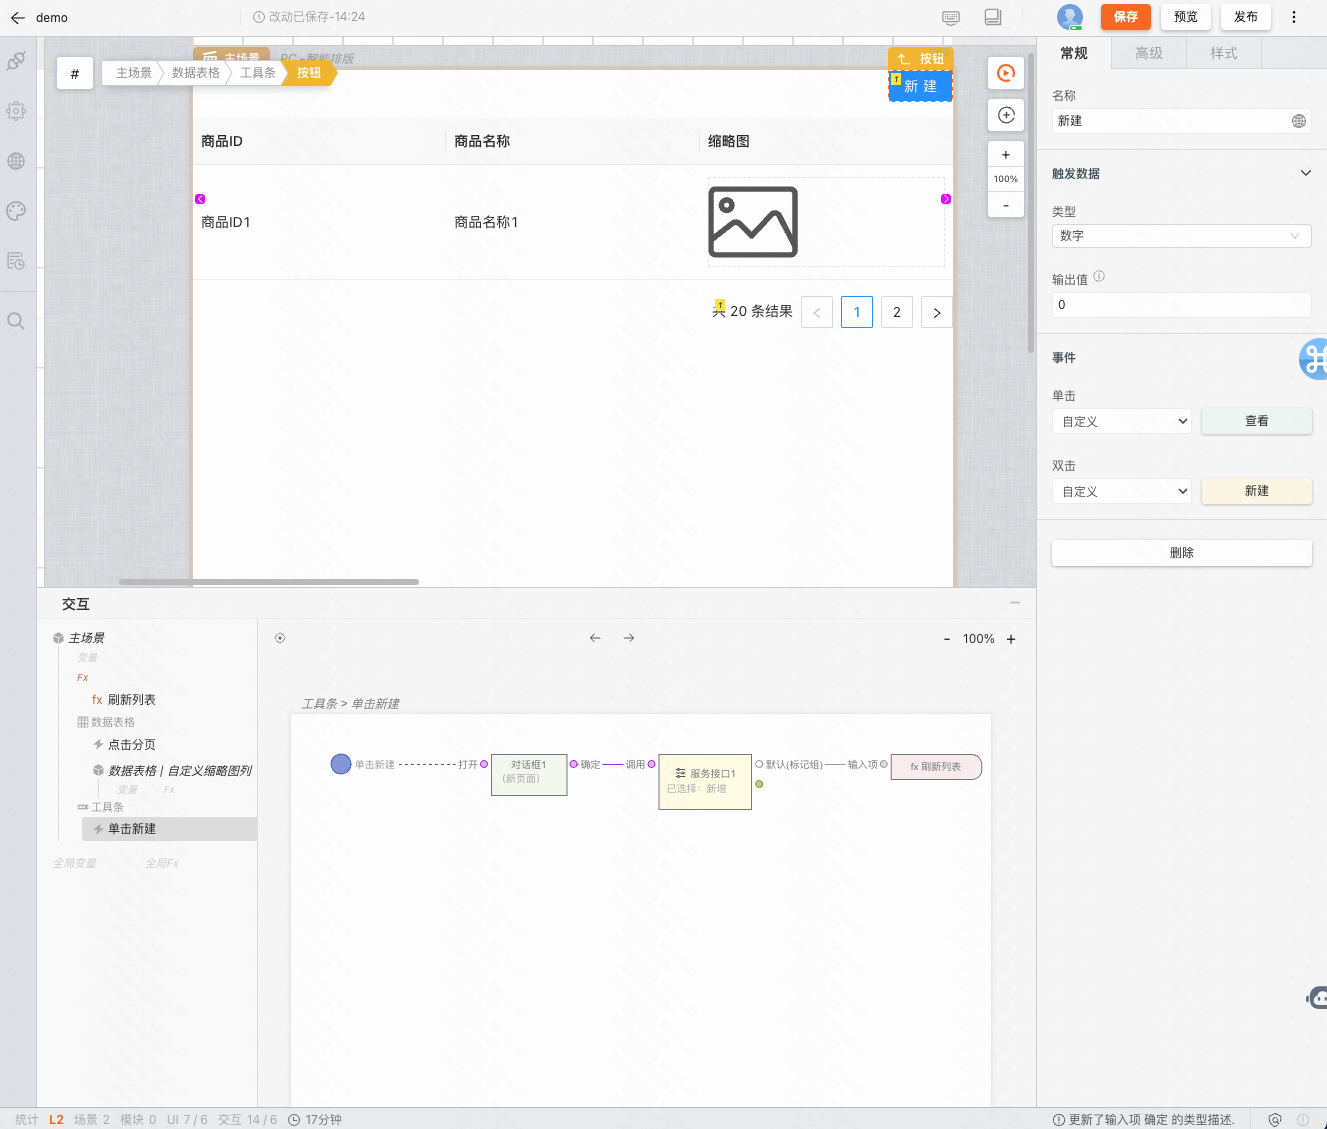 demo
改动已保存-14:24
保存
预览
发布
主场景
PC - 智能排版
#
主场景
数据表格
工具条
按钮
按钮
新 建
商品ID
商品名称
缩略图
商品ID1
商品名称1
共 20 条结果
<
1
2
>
+
100%
-
常规
高级
样式
名称
新建
触发数据
类型
数字
输出值
0
事件
单击
自定义
查看
双击
自定义
新建
删除
交互
主场景
变量
Fx
fx 刷新列表
数据表格
点击分页
数据表格 | 自定义缩略图列
变量
Fx
工具条
单击新建
全局变量
全局Fx
- 100% +
工具条 > 单击新建
单击新建
打开
对话框1
(新页面)
确定
调用
服务接口1
已选择：新增
默认(标记组)
输入项
fx 刷新列表
统计
L2
场景 2
模块 0
UI 7 / 6
交互 14 / 6
17分钟
更新了输入项 确定 的类型描述.